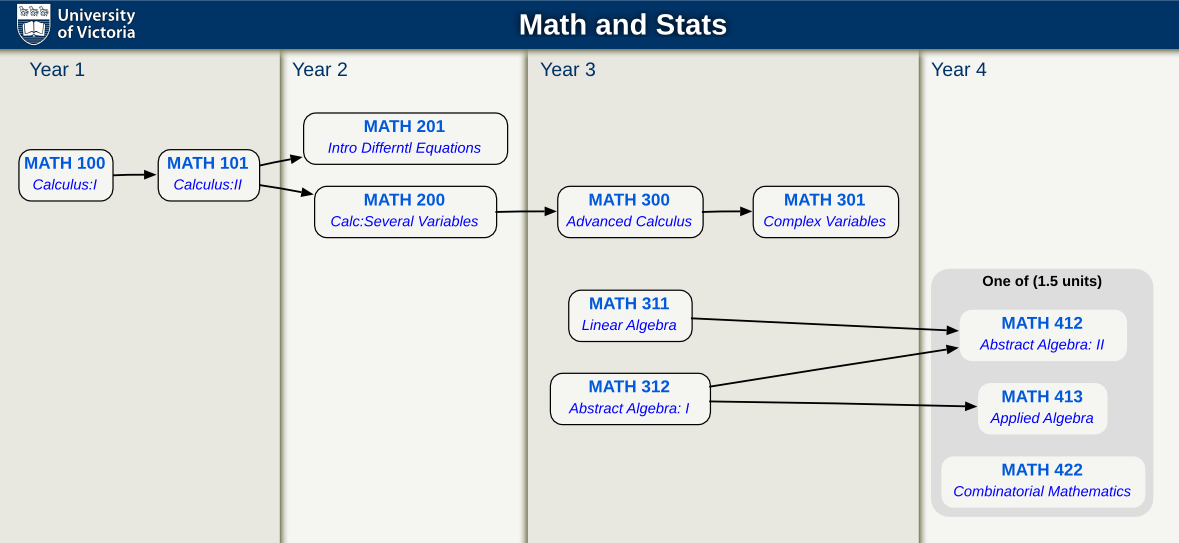 University
of Victoria
Math and Stats
Year 1
Year 2
Year 3
Year 4
MATH 100
Calculus:I
MATH 101
Calculus:II
MATH 201
Intro Differntl Equations
MATH 200
Calc:Several Variables
MATH 300
Advanced Calculus
MATH 301
Complex Variables
MATH 311
Linear Algebra
MATH 312
Abstract Algebra: I
One of (1.5 units)
MATH 412
Abstract Algebra: II
MATH 413
Applied Algebra
MATH 422
Combinatorial Mathematics